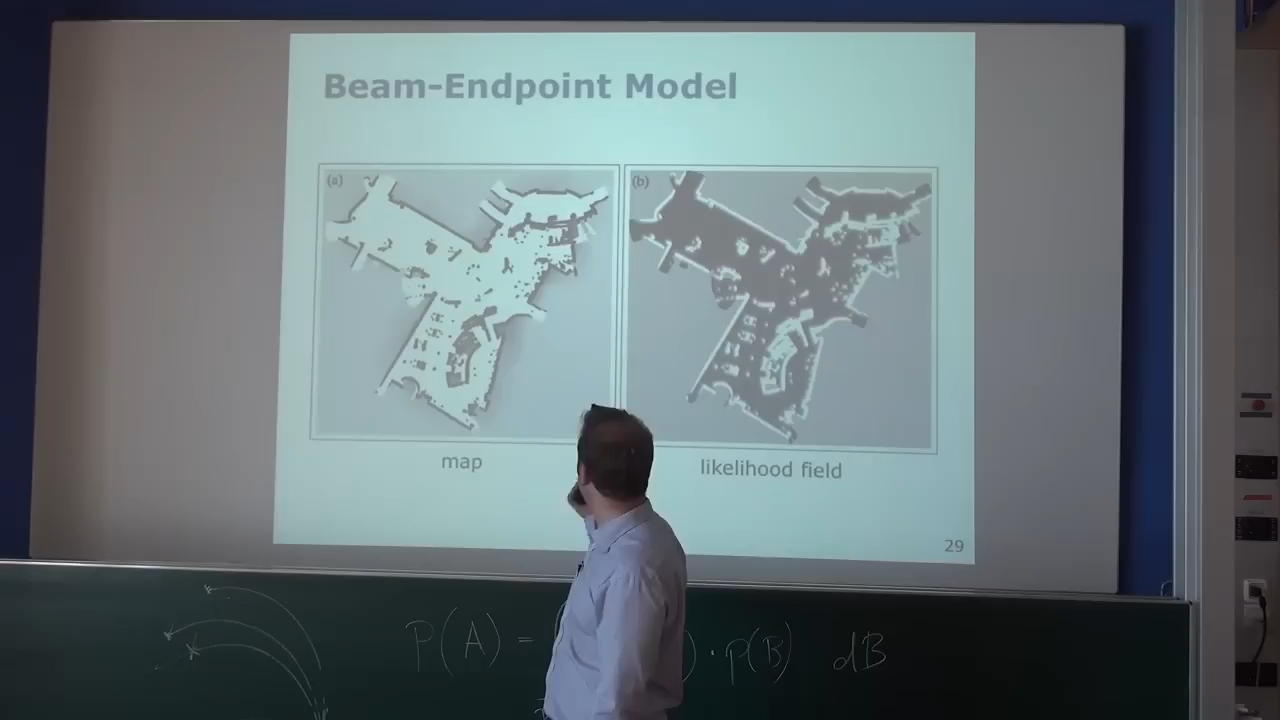 Beam-Endpoint Model
(a)
(b)
map
likelihood field
29
P(A) = ) · p(B) dB